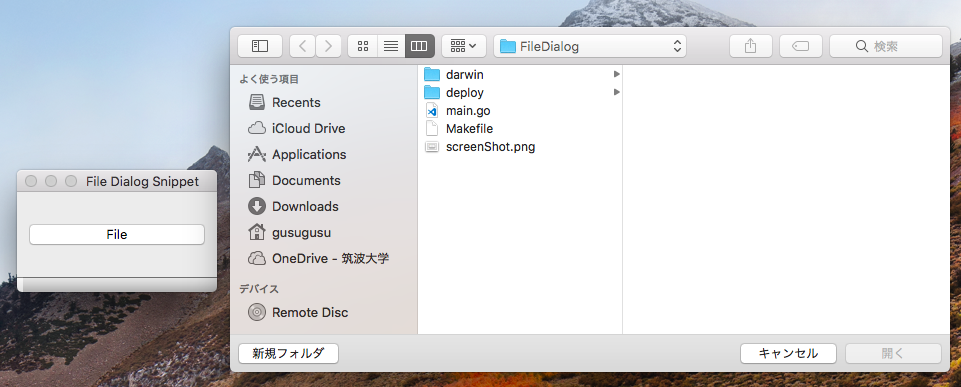 File Dialog Snippet
File
FileDialog
検索
よく使う項目
Recents
iCloud Drive
Applications
Documents
Downloads
gusugusu
OneDrive - 筑波大学
デバイス
Remote Disc
darwin
deploy
main.go
Makefile
screenShot.png
新規フォルダ
キャンセル
開く